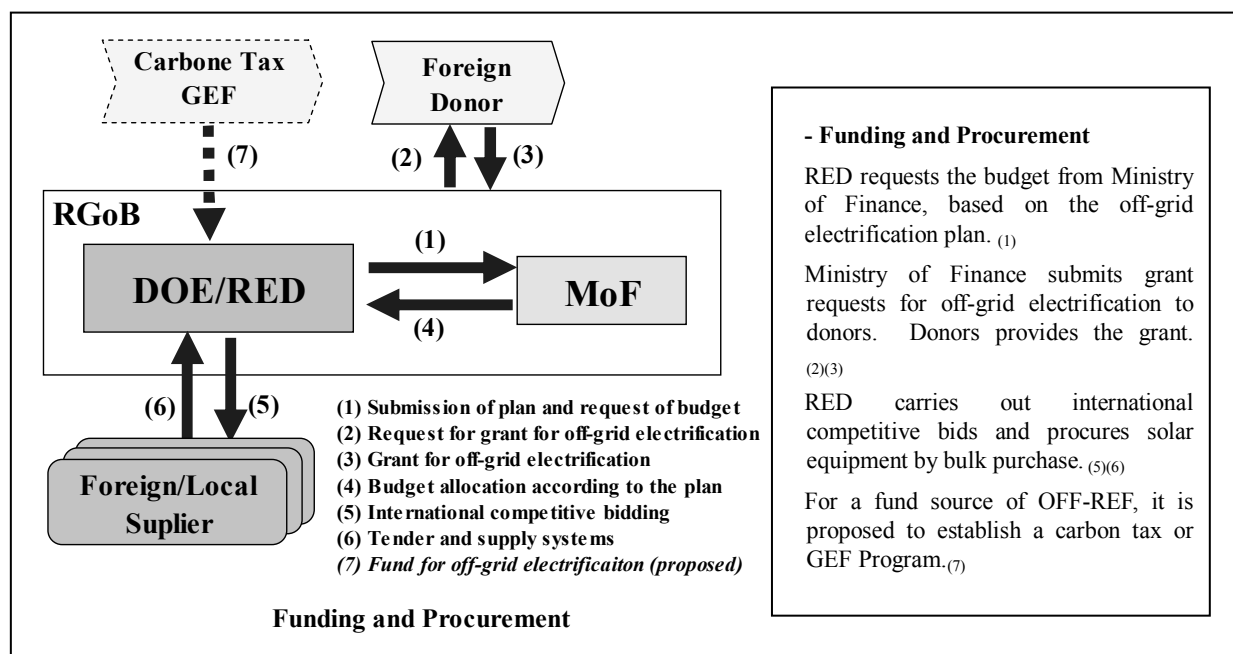 Carbone Tax
GEF
Foreign
Donor
(7)
(2)
(3)
RGoB
DOE/RED
(1)
(4)
MoF
(6)
(5)
Foreign/Local
Suplier
(1) Submission of plan and request of budget
(2) Request for grant for off-grid electrification
(3) Grant for off-grid electrification
(4) Budget allocation according to the plan
(5) International competitive bidding
(6) Tender and supply systems
(7) Fund for off-grid electrificaiton (proposed)
Funding and Procurement
- Funding and Procurement
RED requests the budget from Ministry
of Finance, based on the off-grid
electrification plan. (1)
Ministry of Finance submits grant
requests for off-grid electrification to
donors. Donors provides the grant.
(2)(3)
RED carries out international
competitive bids and procures solar
equipment by bulk purchase. (5)(6)
For a fund source of OFF-REF, it is
proposed to establish a carbon tax or
GEF Program.(7)